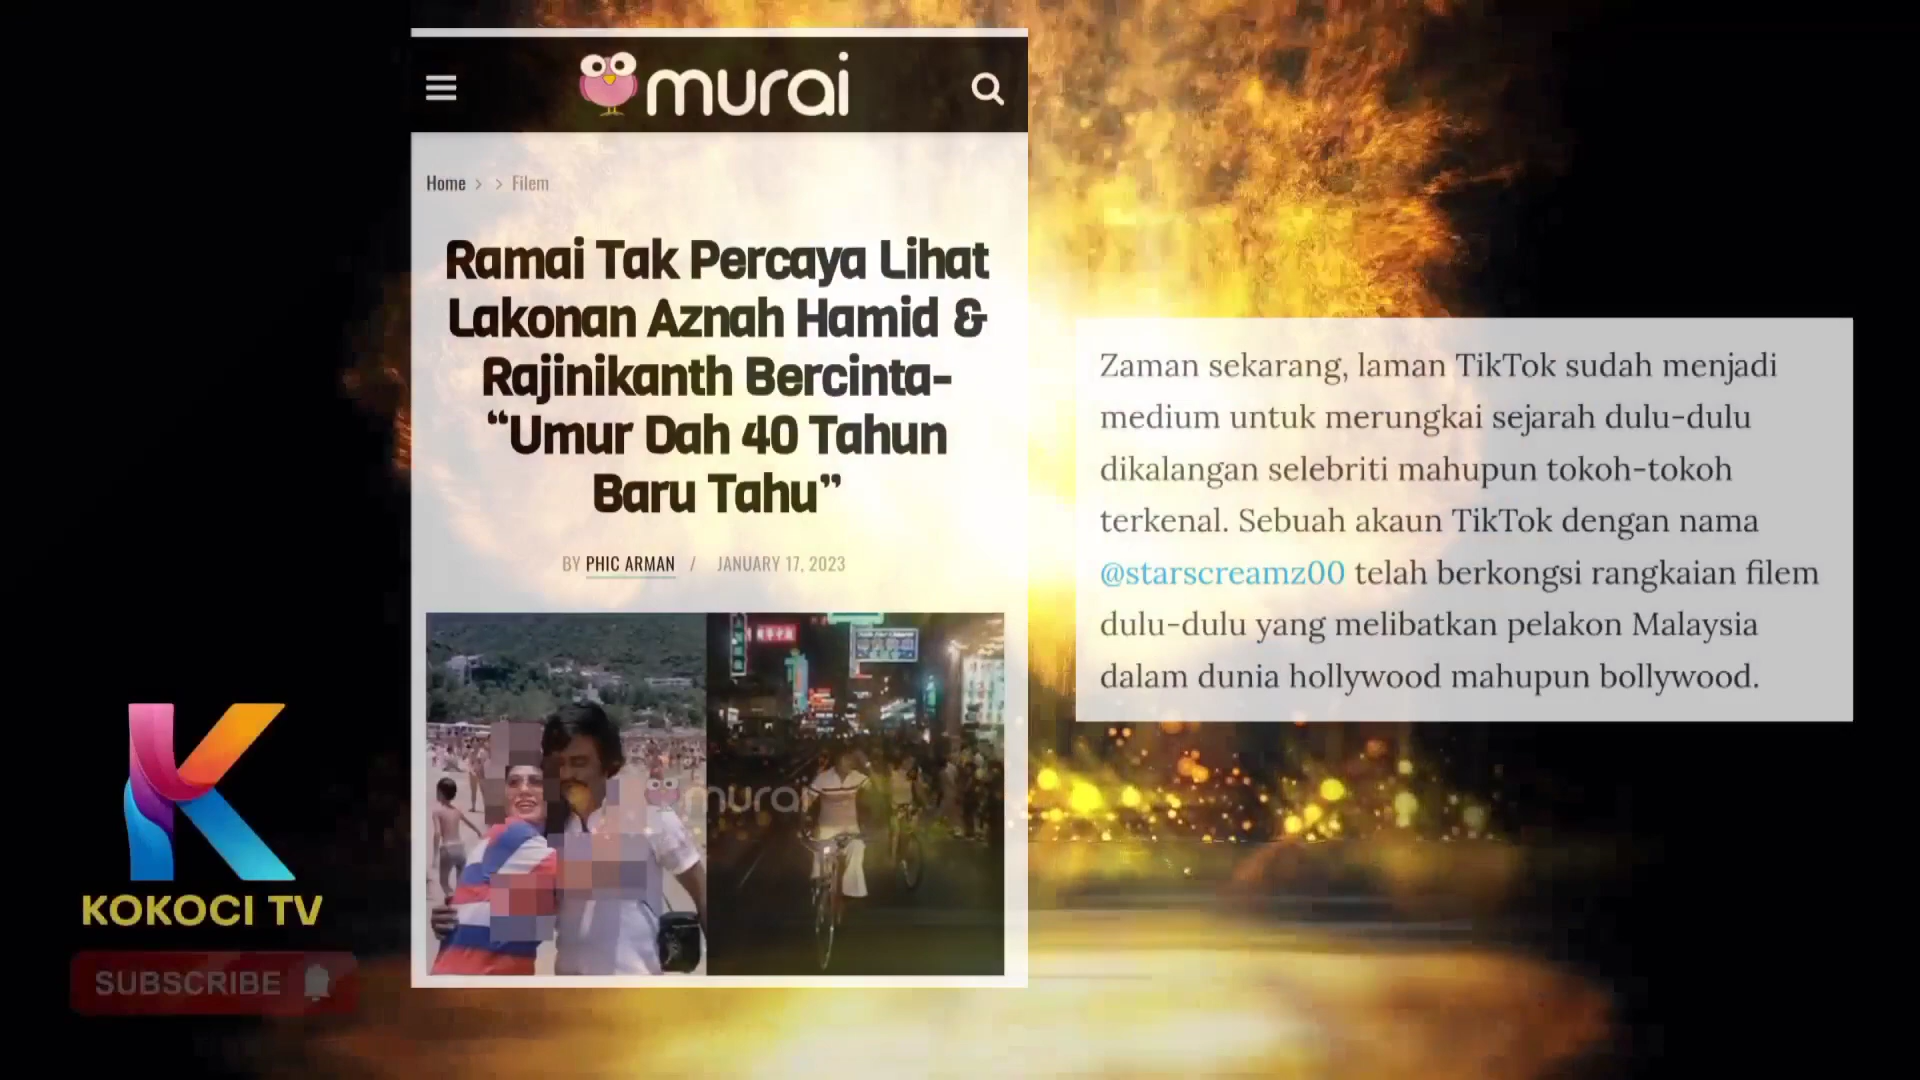 murai
Home > > Filem
Ramai Tak Percaya Lihat
Lakonan Aznah Hamid &
Rajinikanth Bercinta-
“Umur Dah 40 Tahun
Baru Tahu”
BY PHIC ARMAN / JANUARY 17, 2023
murai
Zaman sekarang, laman TikTok sudah menjadi
medium untuk merungkai sejarah dulu-dulu
dikalangan selebriti mahupun tokoh-tokoh
terkenal. Sebuah akaun TikTok dengan nama
@starscreamz00 telah berkongsi rangkaian filem
dulu-dulu yang melibatkan pelakon Malaysia
dalam dunia hollywood mahupun bollywood.
KOKOCI TV
SUBSCRIBE